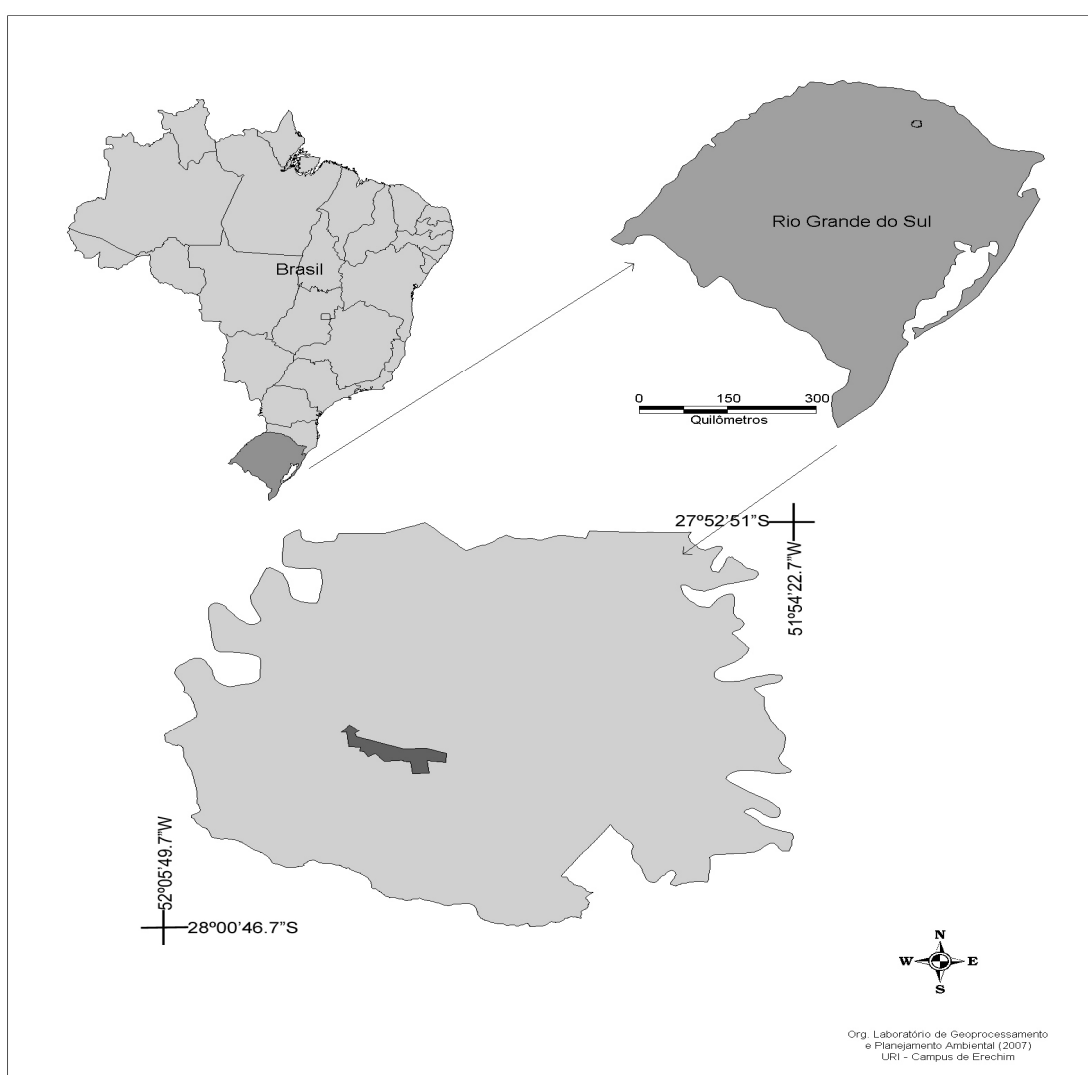 Brasil
Rio Grande do Sul
0 150 300
Quilômetros
27º52'51"S
51º54'22.7"W
52º05'49.7"W
28º00'46.7"S
N
W E
S
Org. Laboratório de Geoprocessamento
e Planejamento Ambiental (2007)
URI - Campus de Erechim